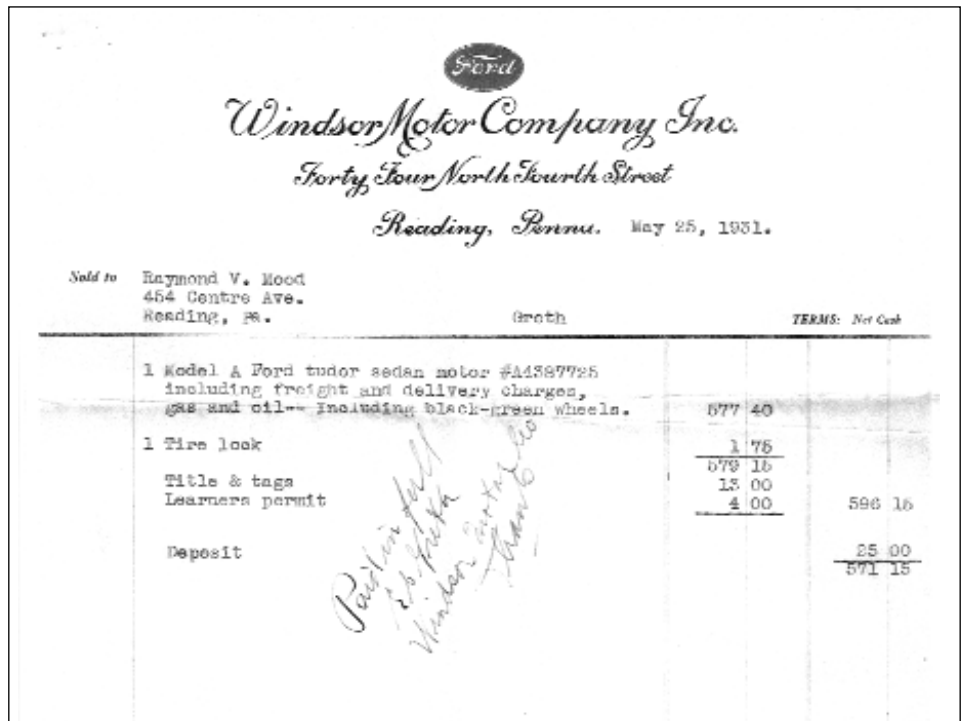 Ford
Windsor Motor Company Inc.
Forty Four North Fourth Street
Reading, Penna. May 25, 1931.
Sold to Raymond V. Mood
454 Centre Ave.
Reading, pa. Groth TERMS: Net Cash
1 Model A Ford tudor sedan motor #A4387725
including freight and delivery charges,
gas and oil-- Including black-green wheels. 577 40
1 Tire lock 1 75
579 15
Title & tags 13 00
Learners permit 4 00 596 15
Deposit 25 00
571 15
Paid in full
Windsor Motor Co
Thanks